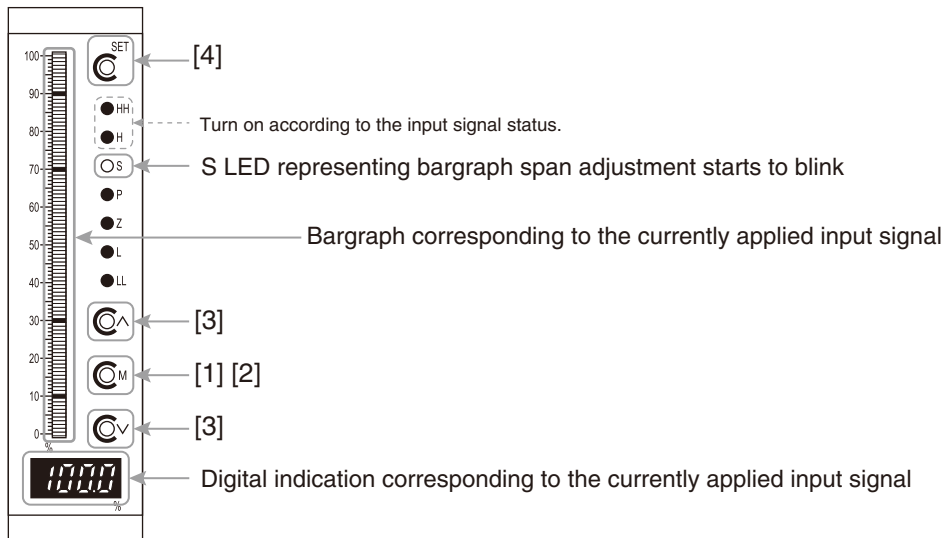 SET
100
[4]
90
HH
Turn on according to the input signal status.
80
H
S
S LED representing bargraph span adjustment starts to blink
70
P
60
Z
Bargraph corresponding to the currently applied input signal
50
L
40
LL
30
[3]
20
M
[1] [2]
10
[3]
0
%
100.0
Digital indication corresponding to the currently applied input signal
%